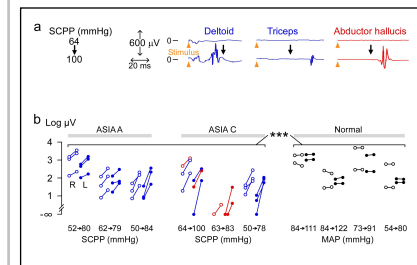 a
SCPP (mmHg)
64
100
600 µV
20 ms
Stimulus
0
0
Deltoid
Triceps
Abductor hallucis
b
Log µV
ASIA A
ASIA C
***
Normal
4
3
2
1
-∞
R L
52→80 62→79 50→84 64→100 63→83 50→78 84→111 84→122 73→91 54→80
SCPP (mmHg) SCPP (mmHg) MAP (mmHg)